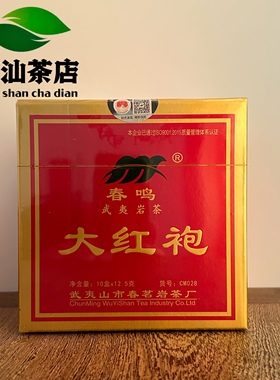 汕茶店
shan cha dian
本企业已通过ISO9001:2015质量管理体系认证
®
春鸣
武夷岩茶
大红袍
净含量:10盒×12.5克 货号:CM028
武夷山市春茗岩茶厂
ChunMing WuYiShan Tea Industry Co.Ltd